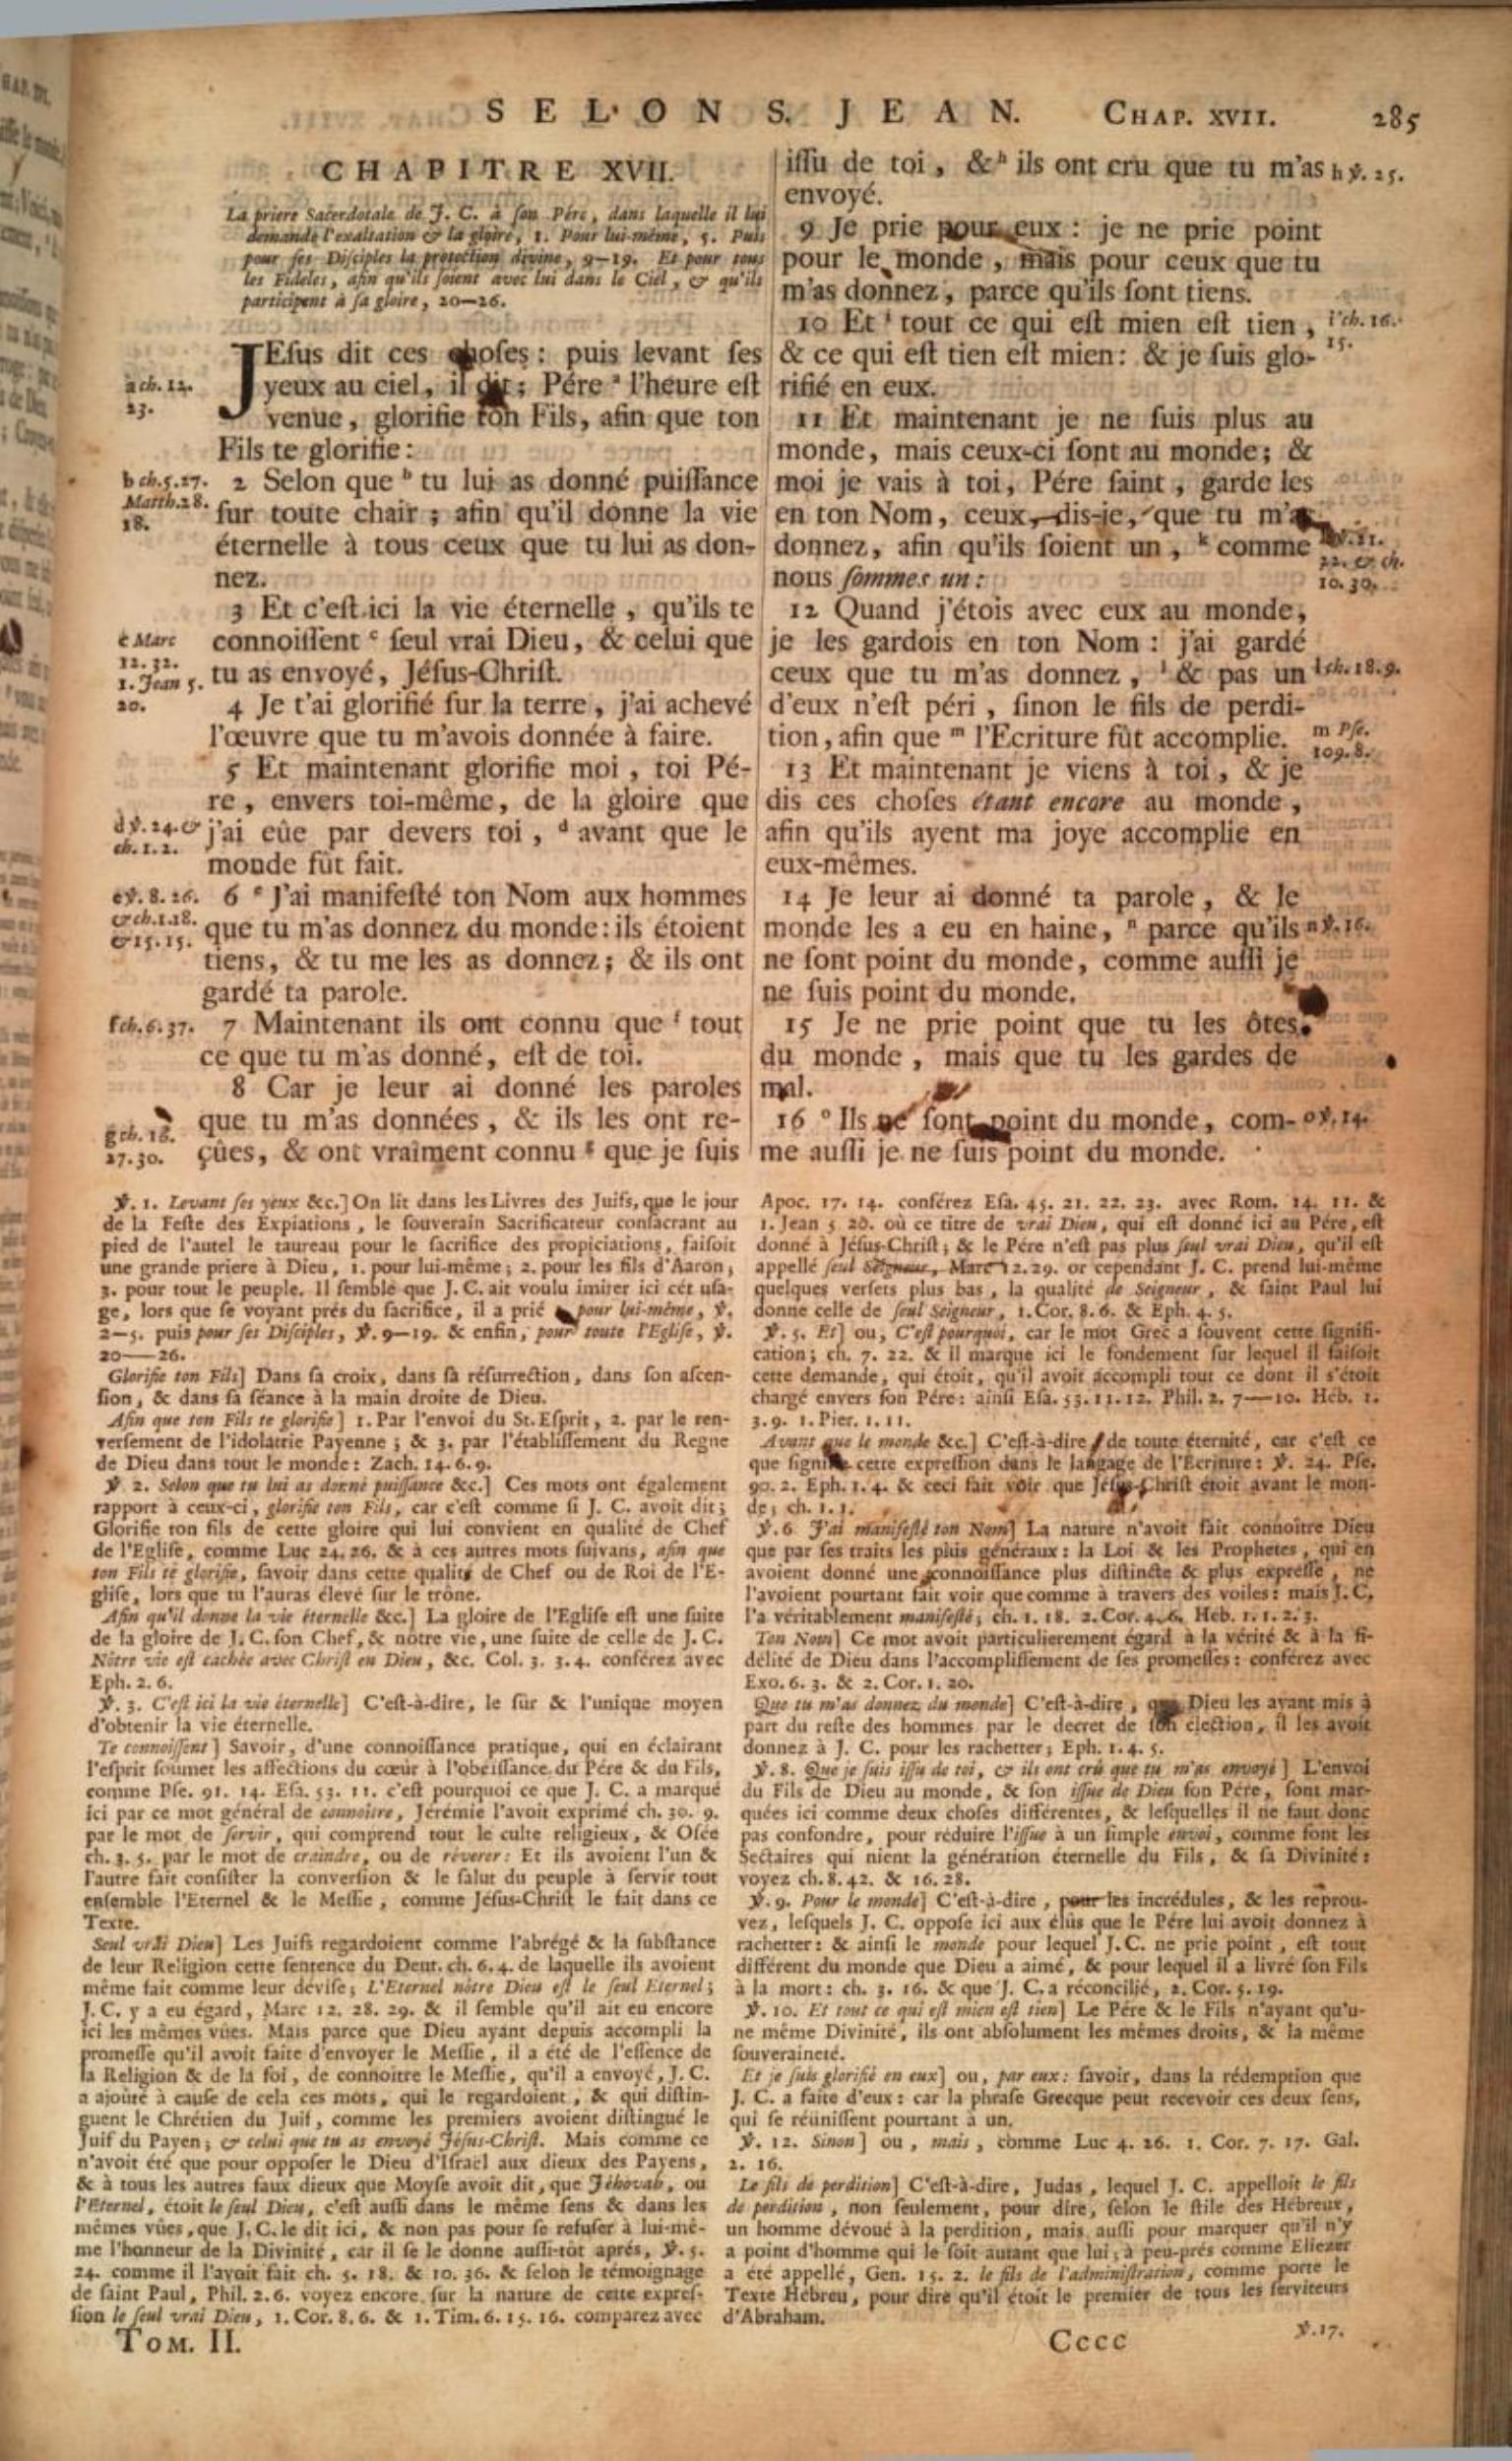 SELON S. JEAN. CHAP. XVII. 285
CHAPITRE XVII.
La priere Sacerdotale de J. C. à son Pére, dans laquelle il lui
demande l'exaltation & la gloire, 1. Pour lui-même, 5. Puis
pour ses Disciples la protection divine, 9—19. Et pour tous
les Fideles, afin qu'ils soient avec lui dans le Ciel, & qu'ils
participent à sa gloire, 20—26.
JEsus dit ces choses: puis levant ses
yeux au ciel, il dit; Pére ª l'heure est
venue, glorifie ton Fils, afin que ton
Fils te glorifie:
2 Selon que ᵇ tu lui as donné puissance
sur toute chair; afin qu'il donne la vie
éternelle à tous ceux que tu lui as don-
nez.
3 Et c'est ici la vie éternelle, qu'ils te
connoissent ᶜ seul vrai Dieu, & celui que
tu as envoyé, Jésus-Christ.
4 Je t'ai glorifié sur la terre, j'ai achevé
l'œuvre que tu m'avois donnée à faire.
5 Et maintenant glorifie moi, toi Pé-
re, envers toi-même, de la gloire que
j'ai eûe par devers toi, ᵈ avant que le
monde fût fait.
6 ᵉ J'ai manifesté ton Nom aux hommes
que tu m'as donnez du monde: ils étoient
tiens, & tu me les as donnez; & ils ont
gardé ta parole.
7 Maintenant ils ont connu que ᶠ tout
ce que tu m'as donné, est de toi.
8 Car je leur ai donné les paroles
que tu m'as données, & ils les ont re-
çûes, & ont vraiment connu ᵍ que je suis
a ch. 12.
23.
b ch. 5. 27.
Matth. 28.
18.
c Marc
12. 32.
1. Jean 5.
20.
d ℣. 24. &
ch. 1. 2.
e ℣. 8. 26.
& ch. 1. 18.
& 15. 15.
f ch. 6. 37.
g ch. 16.
27. 30.
issu de toi, & ʰ ils ont cru que tu m'as
envoyé.
9 Je prie pour eux: je ne prie point
pour le monde, mais pour ceux que tu
m'as donnez, parce qu'ils sont tiens.
10 Et ⁱ tout ce qui est mien est tien,
& ce qui est tien est mien: & je suis glo-
rifié en eux.
11 Et maintenant je ne suis plus au
monde, mais ceux-ci sont au monde; &
moi je vais à toi, Pére saint, garde les
en ton Nom, ceux, dis-je, que tu m'as
donnez, afin qu'ils soient un, ᵏ comme
nous sommes un:
12 Quand j'étois avec eux au monde,
je les gardois en ton Nom: j'ai gardé
ceux que tu m'as donnez, ˡ & pas un
d'eux n'est péri, sinon le fils de perdi-
tion, afin que ᵐ l'Ecriture fût accomplie.
13 Et maintenant je viens à toi, & je
dis ces choses étant encore au monde,
afin qu'ils ayent ma joye accomplie en
eux-mêmes.
14 Je leur ai donné ta parole, & le
monde les a eu en haine, ⁿ parce qu'ils
ne sont point du monde, comme aussi je
ne suis point du monde.
15 Je ne prie point que tu les ôtes
du monde, mais que tu les gardes de
mal.
16 º Ils ne sont point du monde, com-
me aussi je ne suis point du monde.
h ℣. 25.
i ch. 16.
15.
22. & ch.
10. 30.
l ch. 18. 9.
m Pse.
109. 8.
n ℣. 16.
o ℣. 14.
℣. 1. Levant ses yeux &c.] On lit dans les Livres des Juifs, que le jour
de la Feste des Expiations, le souverain Sacrificateur consacrant au
pied de l'autel le taureau pour le sacrifice des propiciations, faisoit
une grande priere à Dieu, 1. pour lui-même; 2. pour les fils d'Aaron;
3. pour tout le peuple. Il semble que J. C. ait voulu imiter ici cét usa-
ge, lors que se voyant prés du sacrifice, il a prié pour lui-même, ℣.
2—5. puis pour ses Disciples, ℣. 9—19. & enfin, pour toute l'Eglise, ℣.
20—26.
Glorifie ton Fils] Dans sa croix, dans sa résurrection, dans son ascen-
sion, & dans sa séance à la main droite de Dieu.
Afin que ton Fils te glorifie] 1. Par l'envoi du St. Esprit, 2. par le ren-
versement de l'idolatrie Payenne; & 3. par l'établissement du Regne
de Dieu dans tout le monde: Zach. 14. 6. 9.
℣ 2. Selon que tu lui as donné puissance &c.] Ces mots ont également
rapport à ceux-ci, glorifie ton Fils, car c'est comme si J. C. avoit dit;
Glorifie ton fils de cette gloire qui lui convient en qualité de Chef
de l'Eglise, comme Luc 24. 26. & à ces autres mots suivans, afin que
ton Fils te glorifie, savoir dans cette qualité de Chef ou de Roi de l'E-
glise, lors que tu l'auras élevé sur le trône.
Afin qu'il donne la vie éternelle &c.] La gloire de l'Eglise est une suite
de la gloire de J. C. son Chef, & nôtre vie, une suite de celle de J. C.
Nôtre vie est cachée avec Christ en Dieu, &c. Col. 3. 3. 4. conférez avec
Eph. 2. 6.
℣. 3. C'est ici la vie éternelle] C'est-à-dire, le sûr & l'unique moyen
d'obtenir la vie éternelle.
Te connoissent] Savoir, d'une connoissance pratique, qui en éclairant
l'esprit soumet les affections du cœur à l'obéïssance du Pére & du Fils,
comme Pse. 91. 14. Esa. 53. 11. c'est pourquoi ce que J. C. a marqué
ici par ce mot général de connoître, Jérémie l'avoit exprimé ch. 30. 9.
par le mot de servir, qui comprend tout le culte religieux, & Osée
ch. 3. 5. par le mot de craindre, ou de réverer: Et ils avoient l'un &
l'autre fait consister la conversion & le salut du peuple à servir tout
ensemble l'Eternel & le Messie, comme Jésus-Christ le fait dans ce
Texte.
Seul vrai Dieu] Les Juifs regardoient comme l'abrégé & la substance
de leur Religion cette sentence du Deut. ch. 6. 4. de laquelle ils avoient
même fait comme leur dévise; L'Eternel nôtre Dieu est le seul Eternel;
J. C. y a eu égard, Marc 12. 28. 29. & il semble qu'il ait eu encore
ici les mêmes vûes. Mais parce que Dieu ayant depuis accompli la
promesse qu'il avoit faite d'envoyer le Messie, il a été de l'essence de
la Religion & de la foi, de connoître le Messie, qu'il a envoyé, J. C.
a ajoûté à cause de cela ces mots, qui le regardoient, & qui distin-
guent le Chrétien du Juif, comme les premiers avoient distingué le
Juif du Payen; & celui que tu as envoyé Jésus-Christ. Mais comme ce
n'avoit été que pour opposer le Dieu d'Israël aux dieux des Payens,
& à tous les autres faux dieux que Moyse avoit dit, que Jéhovah, ou
l'Eternel, étoit le seul Dieu, c'est aussi dans le même sens & dans les
mêmes vûes, que J. C. le dit ici, & non pas pour se refuser à lui-mê-
me l'honneur de la Divinité, car il se le donne aussi-tôt aprés, ℣. 5.
24. comme il l'avoit fait ch. 5. 18. & 10. 36. & selon le témoignage
de saint Paul, Phil. 2. 6. voyez encore sur la nature de cette expres-
sion le seul vrai Dieu, 1. Cor. 8. 6. & 1. Tim. 6. 15. 16. comparez avec
Apoc. 17. 14. conférez Esa. 45. 21. 22. 23. avec Rom. 14. 11. &
1. Jean 5 20. où ce titre de vrai Dieu, qui est donné ici au Pére, est
donné à Jésus-Christ; & le Pére n'est pas plus seul vrai Dieu, qu'il est
appellé seul Seigneur, Marc 12. 29. or cependant J. C. prend lui-même
quelques versets plus bas, la qualité de Seigneur, & saint Paul lui
donne celle de seul Seigneur, 1. Cor. 8. 6. & Eph. 4. 5.
℣. 5. Et] ou, C'est pourquoi, car le mot Grec a souvent cette signifi-
cation; ch. 7. 22. & il marque ici le fondement sur lequel il faisoit
cette demande, qui étoit, qu'il avoit accompli tout ce dont il s'étoit
chargé envers son Pére: ainsi Esa. 53. 11. 12. Phil. 2. 7—10. Héb. 1.
3. 9. 1. Pier. 1. 11.
Avant que le monde &c.] C'est-à-dire, de toute éternité, car c'est ce
que signifie cette expression dans le langage de l'Ecriture: ℣. 24. Pse.
90. 2. Eph. 1. 4. & ceci fait voir que Jésus-Christ étoit avant le mon-
de; ch. 1. 1.
℣. 6 J'ai manifesté ton Nom] La nature n'avoit fait connoître Dieu
que par ses traits les plus généraux: la Loi & les Prophetes, qui en
avoient donné une connoissance plus distincte & plus expresse, ne
l'avoient pourtant fait voir que comme à travers des voiles: mais J. C.
l'a véritablement manifesté; ch. 1. 18. 2. Cor. 4. 6. Héb. 1. 1. 2. 3.
Ton Nom] Ce mot avoit particulierement égard à la vérité & à la fi-
délité de Dieu dans l'accomplissement de ses promesses: conférez avec
Exo. 6. 3. & 2. Cor. 1. 20.
Que tu m'as donnez du monde] C'est-à-dire, que Dieu les ayant mis à
part du reste des hommes par le decret de son élection, il les avoit
donnez à J. C. pour les rachetter; Eph. 1. 4. 5.
℣. 8. Que je suis issu de toi, & ils ont crû que tu m'as envoyé] L'envoi
du Fils de Dieu au monde, & son issue de Dieu son Pére, sont mar-
quées ici comme deux choses différentes, & lesquelles il ne faut donc
pas confondre, pour réduire l'issue à un simple envoi, comme font les
Sectaires qui nient la génération éternelle du Fils, & sa Divinité:
voyez ch. 8. 42. & 16. 28.
℣. 9. Pour le monde] C'est-à-dire, pour les incrédules, & les réprou-
vez, lesquels J. C. oppose ici aux élûs que le Pére lui avoit donnez à
rachetter: & ainsi le monde pour lequel J. C. ne prie point, est tout
différent du monde que Dieu a aimé, & pour lequel il a livré son Fils
à la mort: ch. 3. 16. & que J. C. a réconcilié, 2. Cor. 5. 19.
℣. 10. Et tout ce qui est mien est tien] Le Pére & le Fils n'ayant qu'u-
ne même Divinité, ils ont absolument les mêmes droits, & la même
souveraineté.
Et je suis glorifié en eux] ou, par eux: savoir, dans la rédemption que
J. C. a faite d'eux: car la phrase Grecque peut recevoir ces deux sens,
qui se réünissent pourtant à un.
℣. 12. Sinon] ou, mais, comme Luc 4. 26. 1. Cor. 7. 17. Gal.
2. 16.
Le fils de perdition] C'est-à-dire, Judas, lequel J. C. appelloit le fils
de perdition, non seulement, pour dire, selon le stile des Hébreux,
un homme dévoué à la perdition, mais aussi pour marquer qu'il n'y
a point d'homme qui le soit autant que lui; à peu-prés comme Eliezer
a été appellé, Gen. 15. 2. le fils de l'administration, comme porte le
Texte Hébreu, pour dire qu'il étoit le premier de tous les serviteurs
d'Abraham.
TOM. II. Cccc ℣. 17.